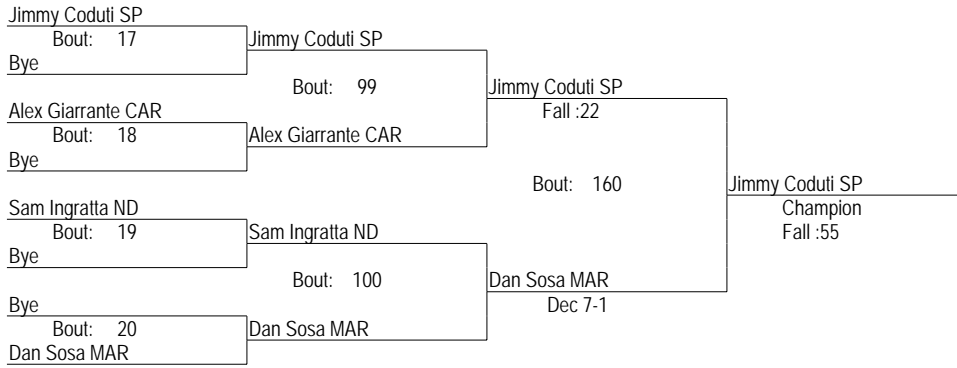 Jimmy Coduti SP
Bout: 17
Bye
Jimmy Coduti SP
Bout: 99
Alex Giarrante CAR
Bout: 18
Bye
Alex Giarrante CAR
Jimmy Coduti SP
Fall :22
Bout: 160
Sam Ingratta ND
Bout: 19
Bye
Sam Ingratta ND
Bout: 100
Bye
Bout: 20
Dan Sosa MAR
Dan Sosa MAR
Dan Sosa MAR
Dec 7-1
Jimmy Coduti SP
Champion
Fall :55